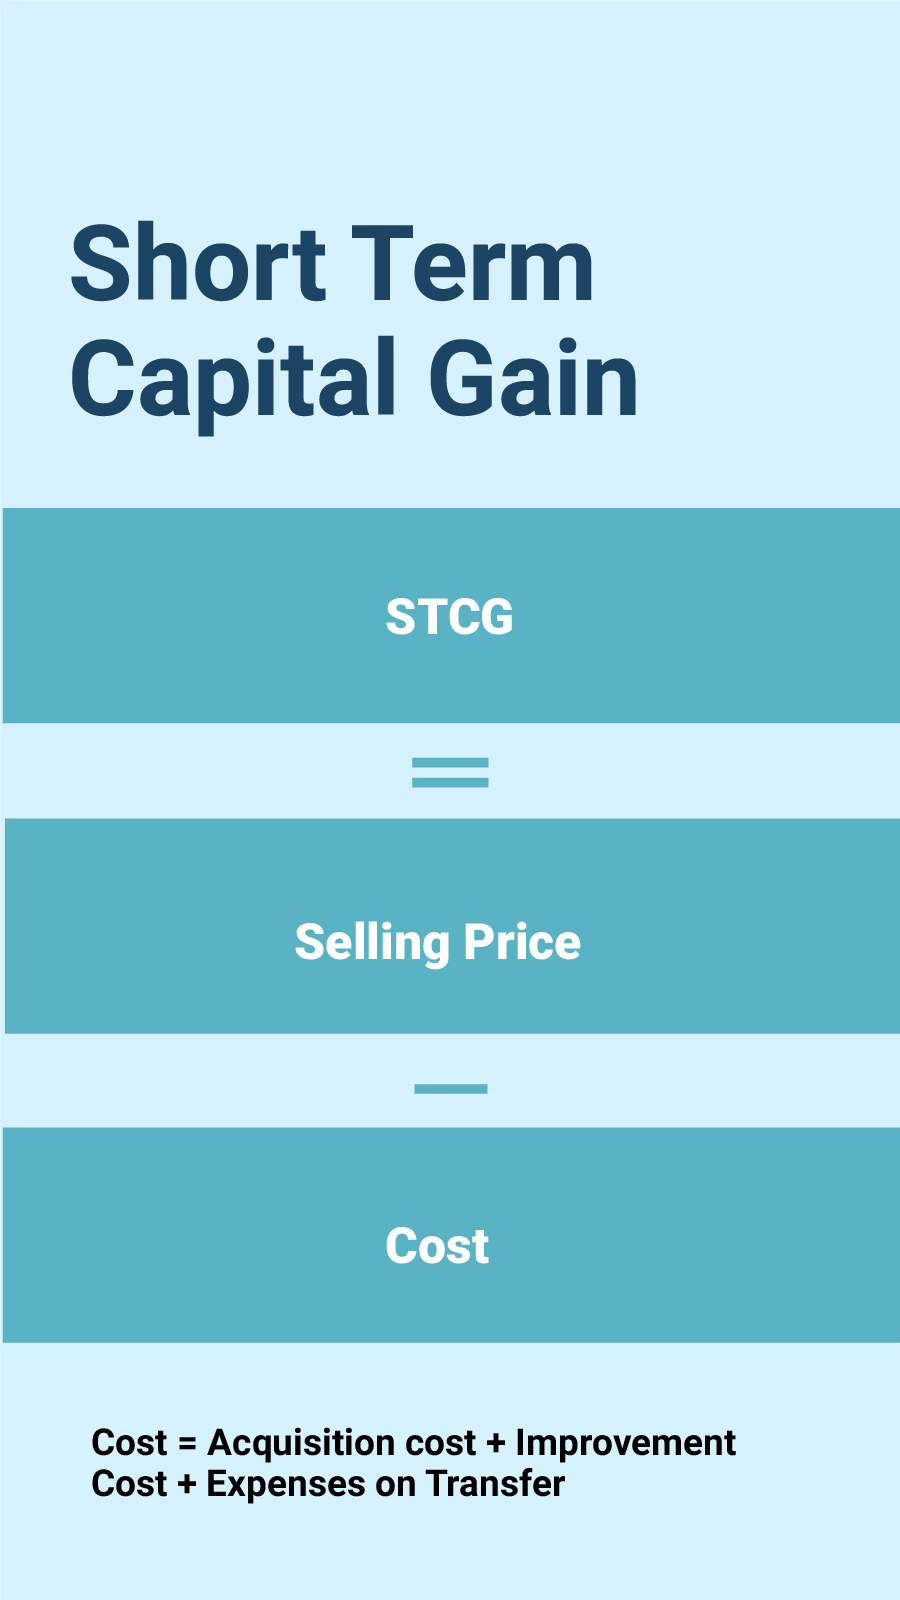 Short Term
Capital Gain
STCG
=
Selling Price
—
Cost
Cost = Acquisition cost + Improvement
Cost + Expenses on Transfer